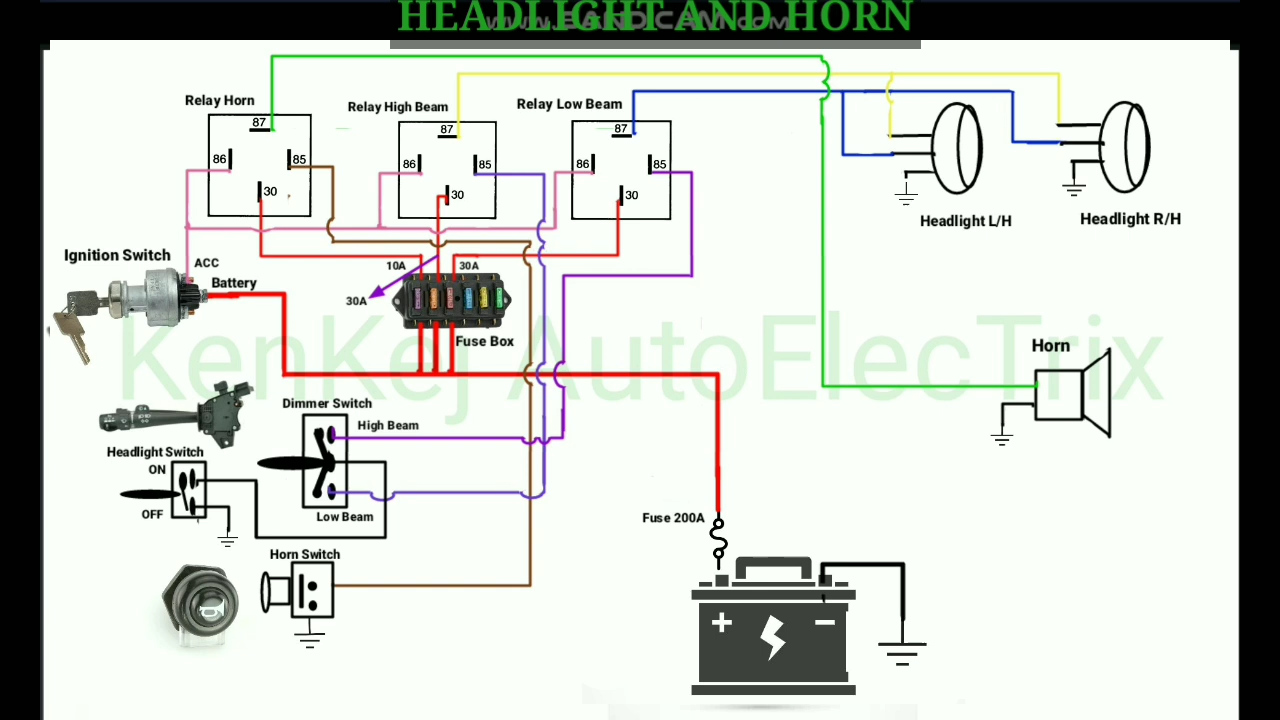 HEADLIGHT AND HORN
Relay Horn
Relay High Beam
Relay Low Beam
87
86
85
30
87
86
85
30
87
86
85
30
Headlight L/H
Headlight R/H
Ignition Switch
ACC
Battery
10A
30A
30A
Fuse Box
KenKej AutoElecTrix
Horn
Dimmer Switch
High Beam
Headlight Switch
ON
OFF
Low Beam
Fuse 200A
Horn Switch
+
−